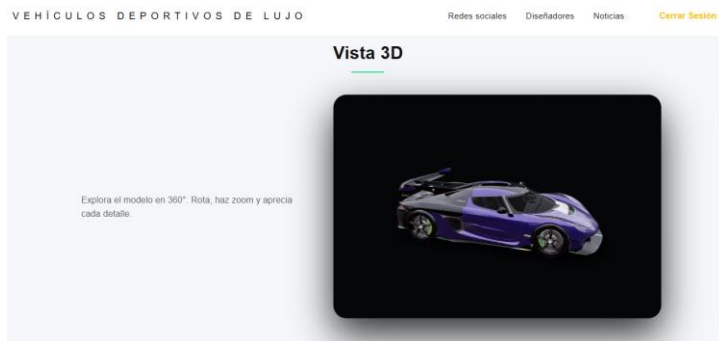 VEHÍCULOS DEPORTIVOS DE LUJO
Redes sociales Diseñadores Noticias Cerrar Sesión
Vista 3D
Explora el modelo en 360°. Rota, haz zoom y aprecia
cada detalle.